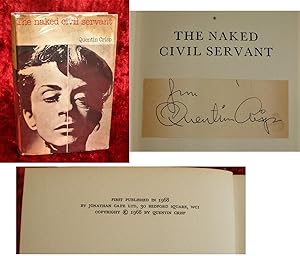 The naked civil servant
Quentin Crisp
THE NAKED
CIVIL SERVANT
from
Quentin Crisp
FIRST PUBLISHED IN 1968
BY JONATHAN CAPE LTD, 30 BEDFORD SQUARE, WC1
COPYRIGHT © 1968 BY QUENTIN CRISP